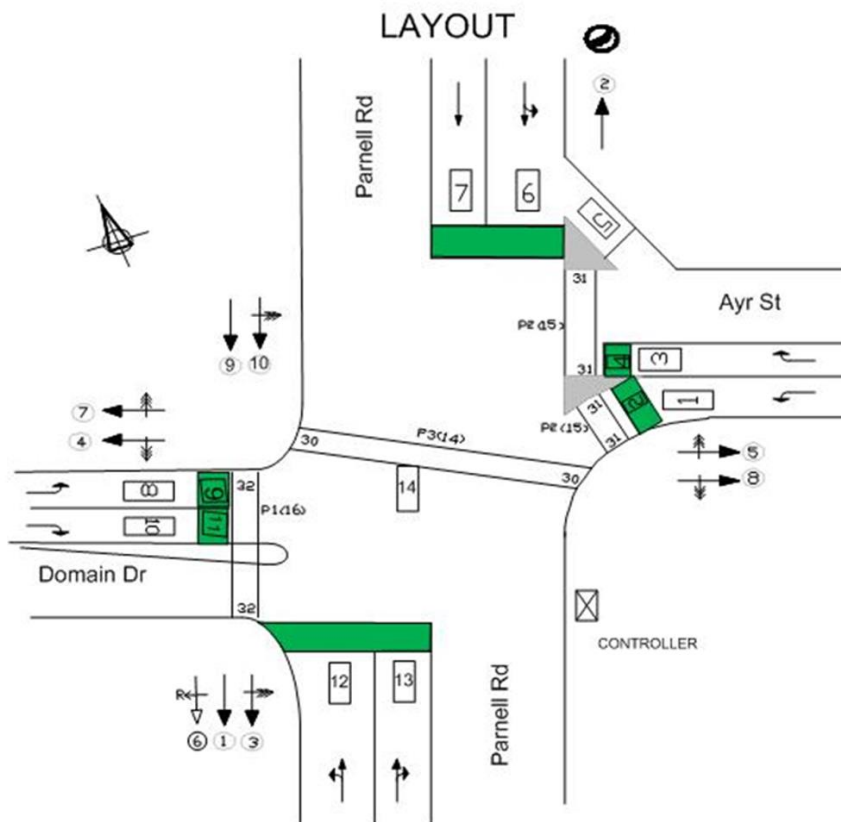 LAYOUT
2
Parnell Rd
7
6
5
31
Ayr St
P2(15)
9
10
31
4
3
7
2
1
31
P2(15)
4
30
P3(14)
31
5
30
8
14
8
9
32
10
11
P1(16)
Domain Dr
32
CONTROLLER
12
13
Parnell Rd
R
6
1
3